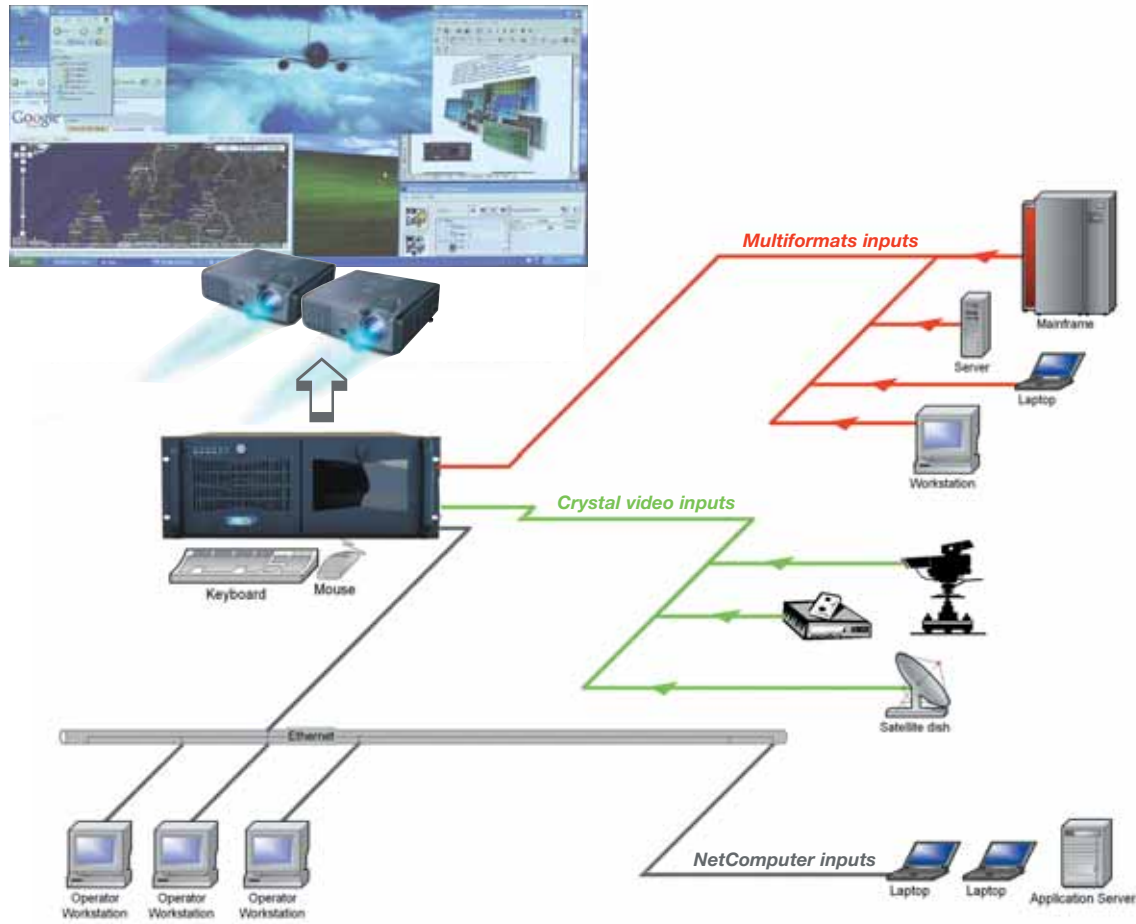 Google
Multiformats inputs
Mainframe
Server
Laptop
Workstation
Crystal video inputs
Keyboard
Mouse
Satellite dish
Ethernet
NetComputer inputs
Operator
Workstation
Operator
Workstation
Operator
Workstation
Laptop
Laptop
Application Server